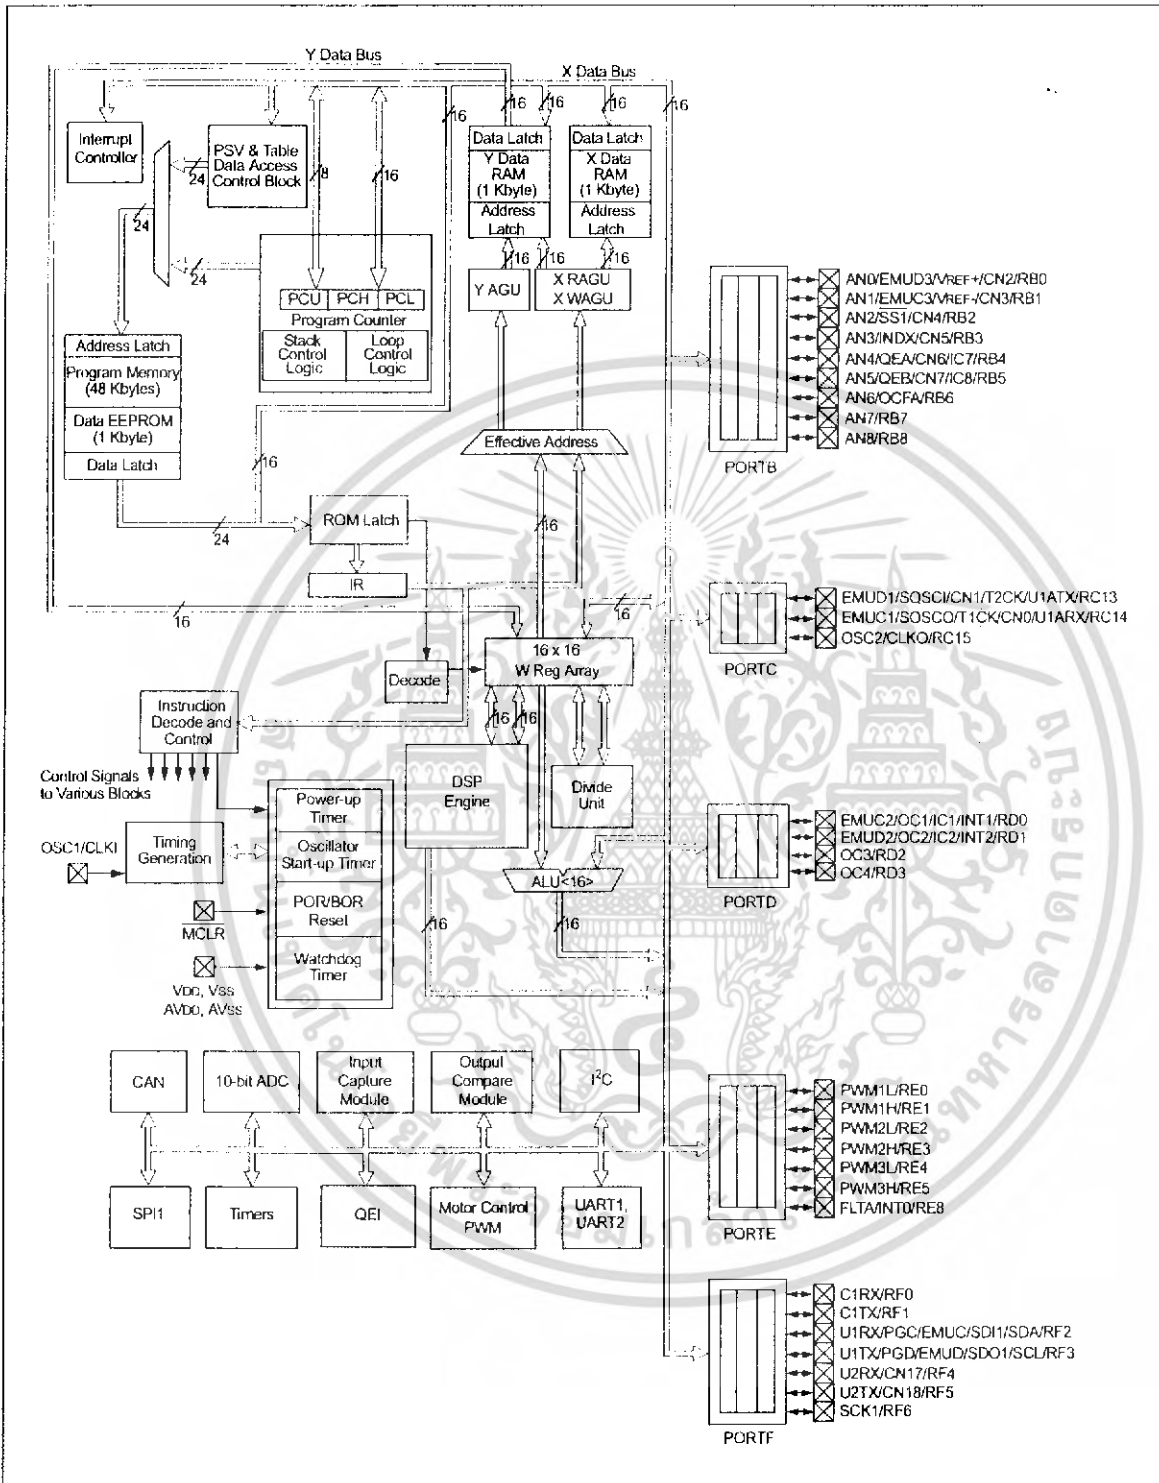 Y Data Bus
X Data Bus
16
16
16
16
16
Interrupt
Controller
PSV & Table
Data Access
Control Block
24
8
16
Data Latch
Y Data
RAM
(1 Kbyte)
Address
Latch
Data Latch
X Data
RAM
(1 Kbyte)
Address
Latch
24
24
16
16
16
Y AGU
X RAGU
X WAGU
PCU
PCH
PCL
Program Counter
Stack
Control
Logic
Loop
Control
Logic
Address Latch
Program Memory
(48 Kbytes)
Data EEPROM
(1 Kbyte)
Data Latch
16
Effective Address
AN0/EMUD3/VREF+/CN2/RB0
AN1/EMUC3/VREF-/CN3/RB1
AN2/SS1/CN4/RB2
AN3/INDX/CN5/RB3
AN4/QEA/CN6/IC7/RB4
AN5/QEB/CN7/IC8/RB5
AN6/OCFA/RB6
AN7/RB7
AN8/RB8
PORTB
24
ROM Latch
16
IR
16
16
16 x 16
W Reg Array
Decode
EMUD1/SOSCI/CN1/T2CK/U1ATX/RC13
EMUC1/SOSCO/T1CK/CN0/U1ARX/RC14
OSC2/CLKO/RC15
PORTC
Instruction
Decode and
Control
16
16
Control Signals
to Various Blocks
DSP
Engine
Divide
Unit
Power-up
Timer
OSC1/CLKI
Timing
Generation
Oscillator
Start-up Timer
ALU<16>
POR/BOR
Reset
MCLR
16
16
Watchdog
Timer
VDD, VSS
AVDD, AVSS
EMUC2/OC1/IC1/INT1/RD0
EMUD2/OC2/IC2/INT2/RD1
OC3/RD2
OC4/RD3
PORTD
CAN
10-bit ADC
Input
Capture
Module
Output
Compare
Module
I²C
SPI1
Timers
QEI
Motor Control
PWM
UART1,
UART2
PWM1L/RE0
PWM1H/RE1
PWM2L/RE2
PWM2H/RE3
PWM3L/RE4
PWM3H/RE5
FLTA/INT0/RE8
PORTE
C1RX/RF0
C1TX/RF1
U1RX/PGC/EMUC/SDI1/SDA/RF2
U1TX/PGD/EMUD/SDO1/SCL/RF3
U2RX/CN17/RF4
U2TX/CN18/RF5
SCK1/RF6
PORTF